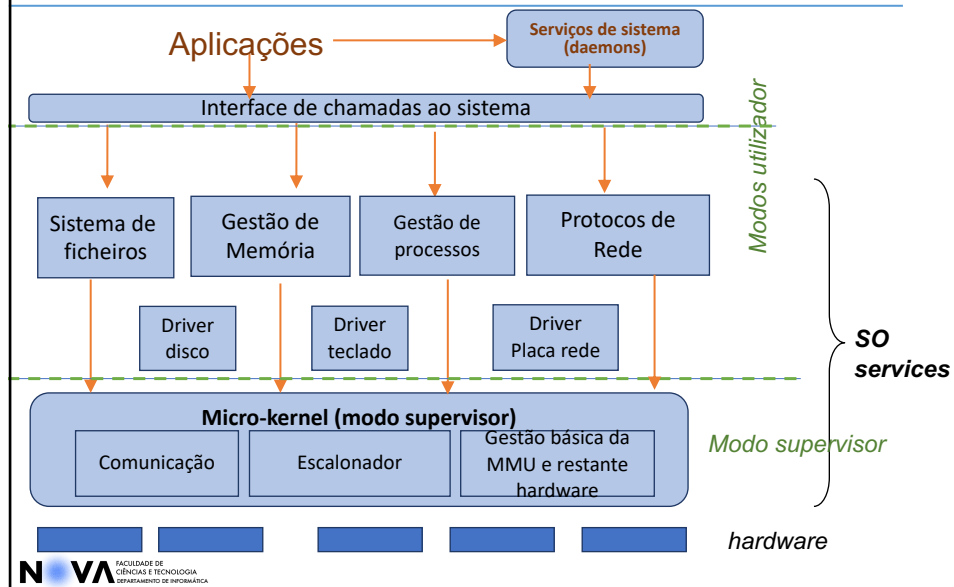 Aplicações
Serviços de sistema
(daemons)
Interface de chamadas ao sistema
Modos utilizador
Sistema de
ficheiros
Gestão de
Memória
Gestão de
processos
Protocos de
Rede
Driver
disco
Driver
teclado
Driver
Placa rede
SO
services
Micro-kernel (modo supervisor)
Comunicação
Escalonador
Gestão básica da
MMU e restante
hardware
Modo supervisor
hardware
NOVA
FACULDADE DE
CIÊNCIAS E TECNOLOGIA
DEPARTAMENTO DE INFORMÁTICA